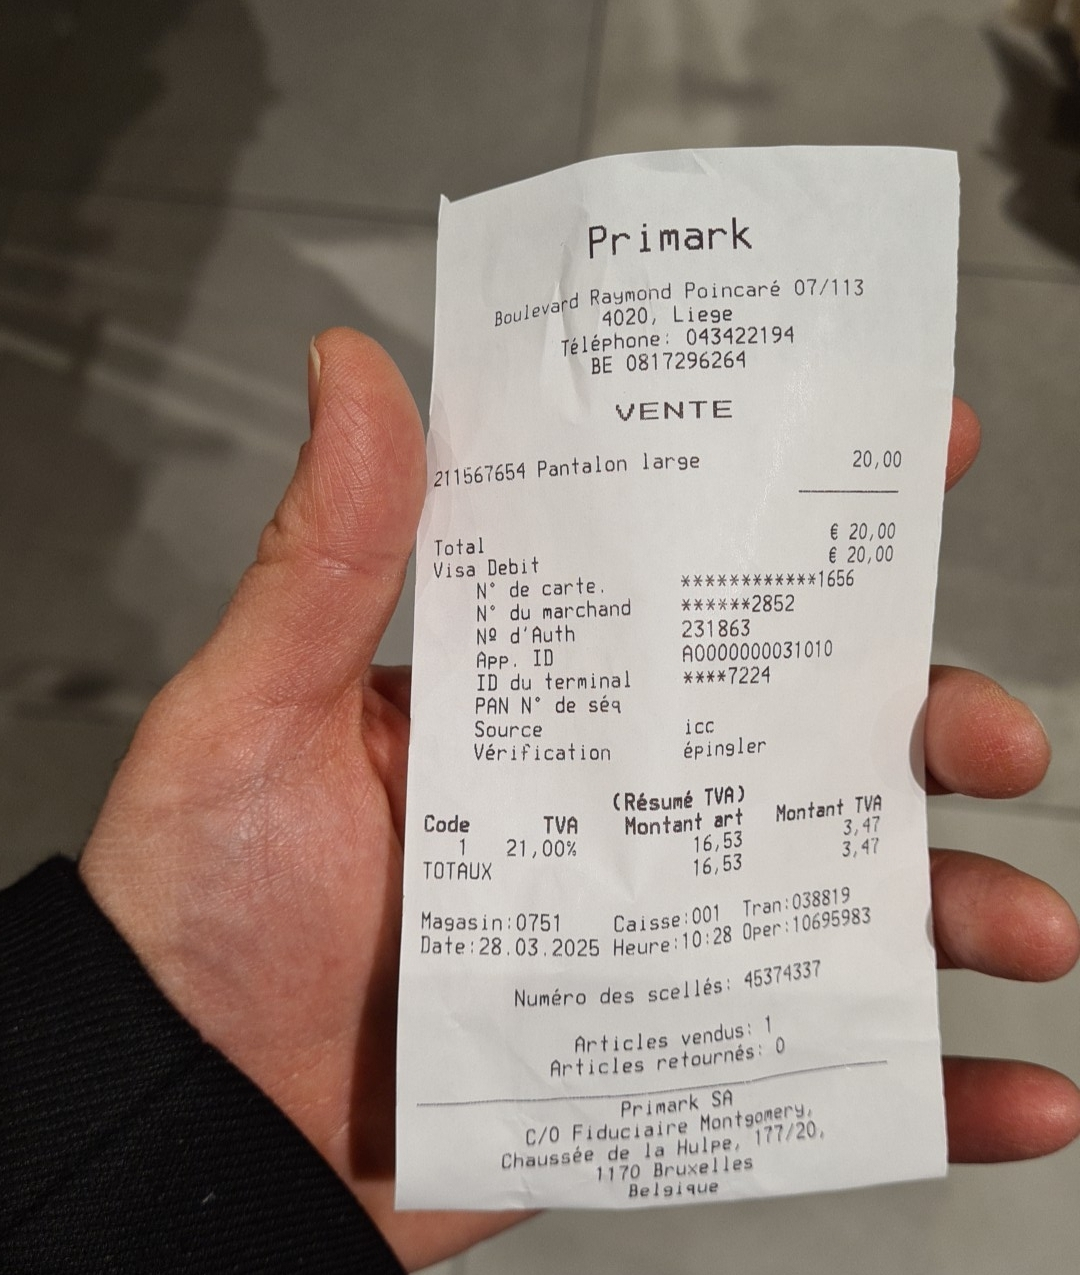 Primark
Boulevard Raymond Poincaré 07/113
4020, Liege
Téléphone: 043422194
BE 0817296264
VENTE
211567654 Pantalon large 20,00
Total € 20,00
Visa Debit € 20,00
N° de carte. ************1656
N° du marchand ******2852
Nº d'Auth 231863
App. ID A0000000031010
ID du terminal ****7224
PAN N° de séq
Source icc
Vérification épingler
(Résumé TVA)
Code TVA Montant art Montant TVA
1 21,00% 16,53 3,47
TOTAUX 16,53 3,47
Magasin:0751 Caisse:001 Tran:038819
Date:28.03.2025 Heure:10:28 Oper:10695983
Numéro des scellés: 45374337
Articles vendus: 1
Articles retournés: 0
Primark SA
C/O Fiduciaire Montgomery,
Chaussée de la Hulpe, 177/20,
1170 Bruxelles
Belgique